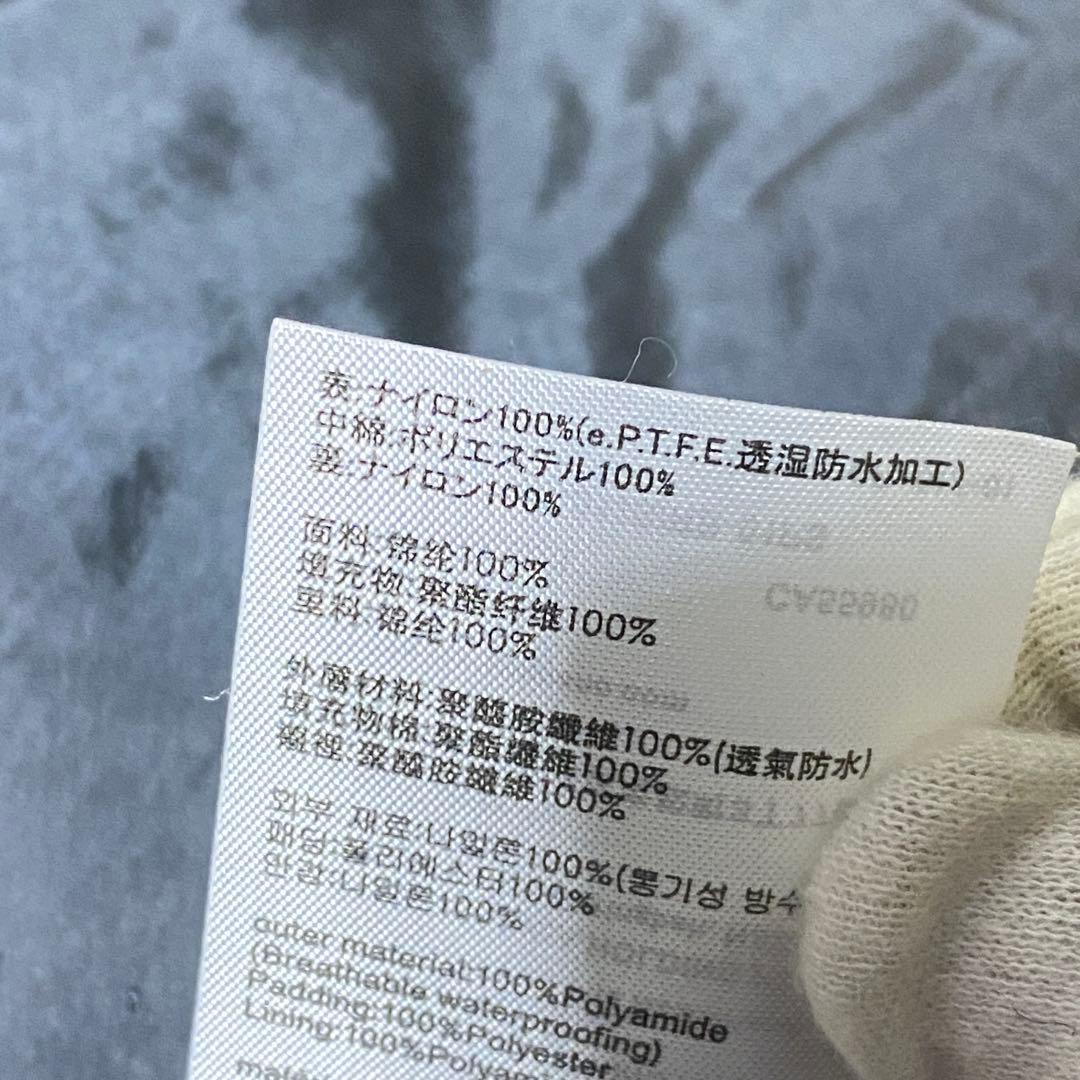 表:ナイロン100%(e.P.T.F.E.透湿防水加工)
中綿:ポリエステル100%
裏:ナイロン100%
面料:锦纶100%
填充物:聚酯纤维100%
里料:锦纶100%
外層材料:聚醯胺纖維100%(透氣防水)
填充物棉:聚酯纖維100%
裡:聚醯胺纖維100%
외부 재료:나일론100%(통기성 방수
패딩:폴리에스터100%
안감:나일론100%
outer material:100%Polyamide
(Breathable waterproofing)
Padding:100%Polyester
Lining:100%Polyam
CA55980